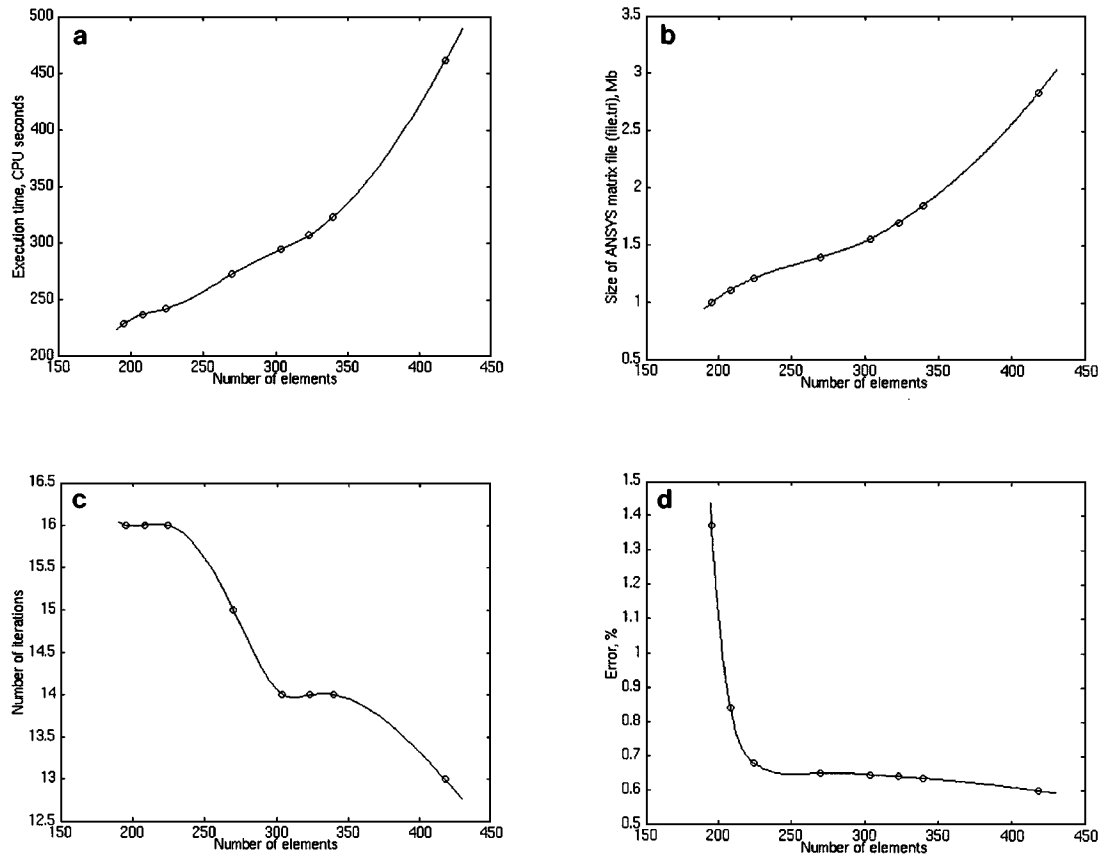 a
500
450
400
350
300
250
200
Execution time, CPU seconds
150 200 250 300 350 400 450
Number of elements
b
3.5
3
2.5
2
1.5
1
0.5
Size of ANSYS matrix file (file.tri), Mb
150 200 250 300 350 400 450
Number of elements
c
16.5
16
15.5
15
14.5
14
13.5
13
12.5
Number of iterations
150 200 250 300 350 400 450
Number of elements
d
1.5
1.4
1.3
1.2
1.1
1
0.9
0.8
0.7
0.6
0.5
Error, %
150 200 250 300 350 400 450
Number of elements